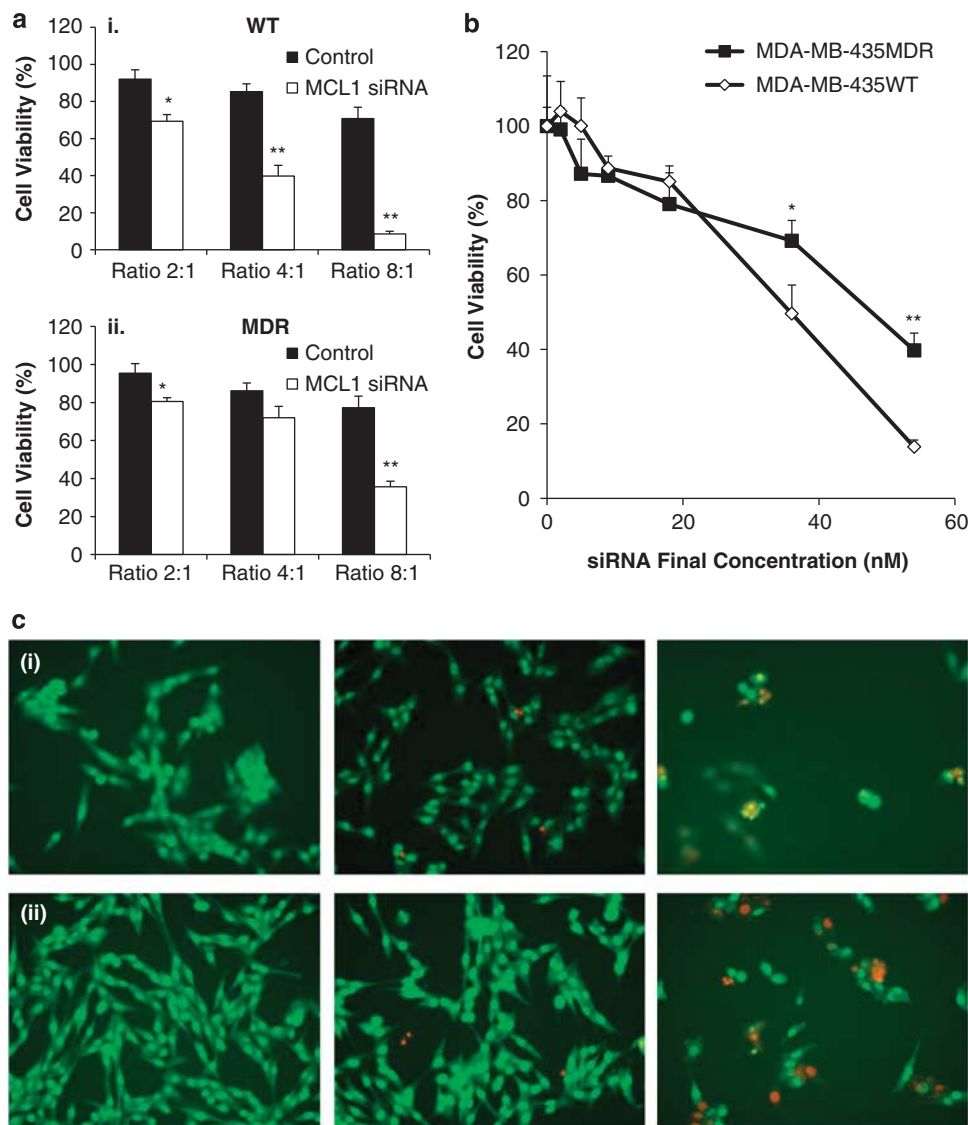 a
i.
WT
120
100
80
60
40
20
0
Cell Viability (%)
Control
MCL1 siRNA
*
**
**
Ratio 2:1
Ratio 4:1
Ratio 8:1
ii.
MDR
120
100
80
60
40
20
0
Cell Viability (%)
Control
MCL1 siRNA
*
**
Ratio 2:1
Ratio 4:1
Ratio 8:1
b
120
100
80
60
40
20
0
Cell Viability (%)
MDA-MB-435MDR
MDA-MB-435WT
*
**
0
20
40
60
siRNA Final Concentration (nM)
c
(i)
(ii)